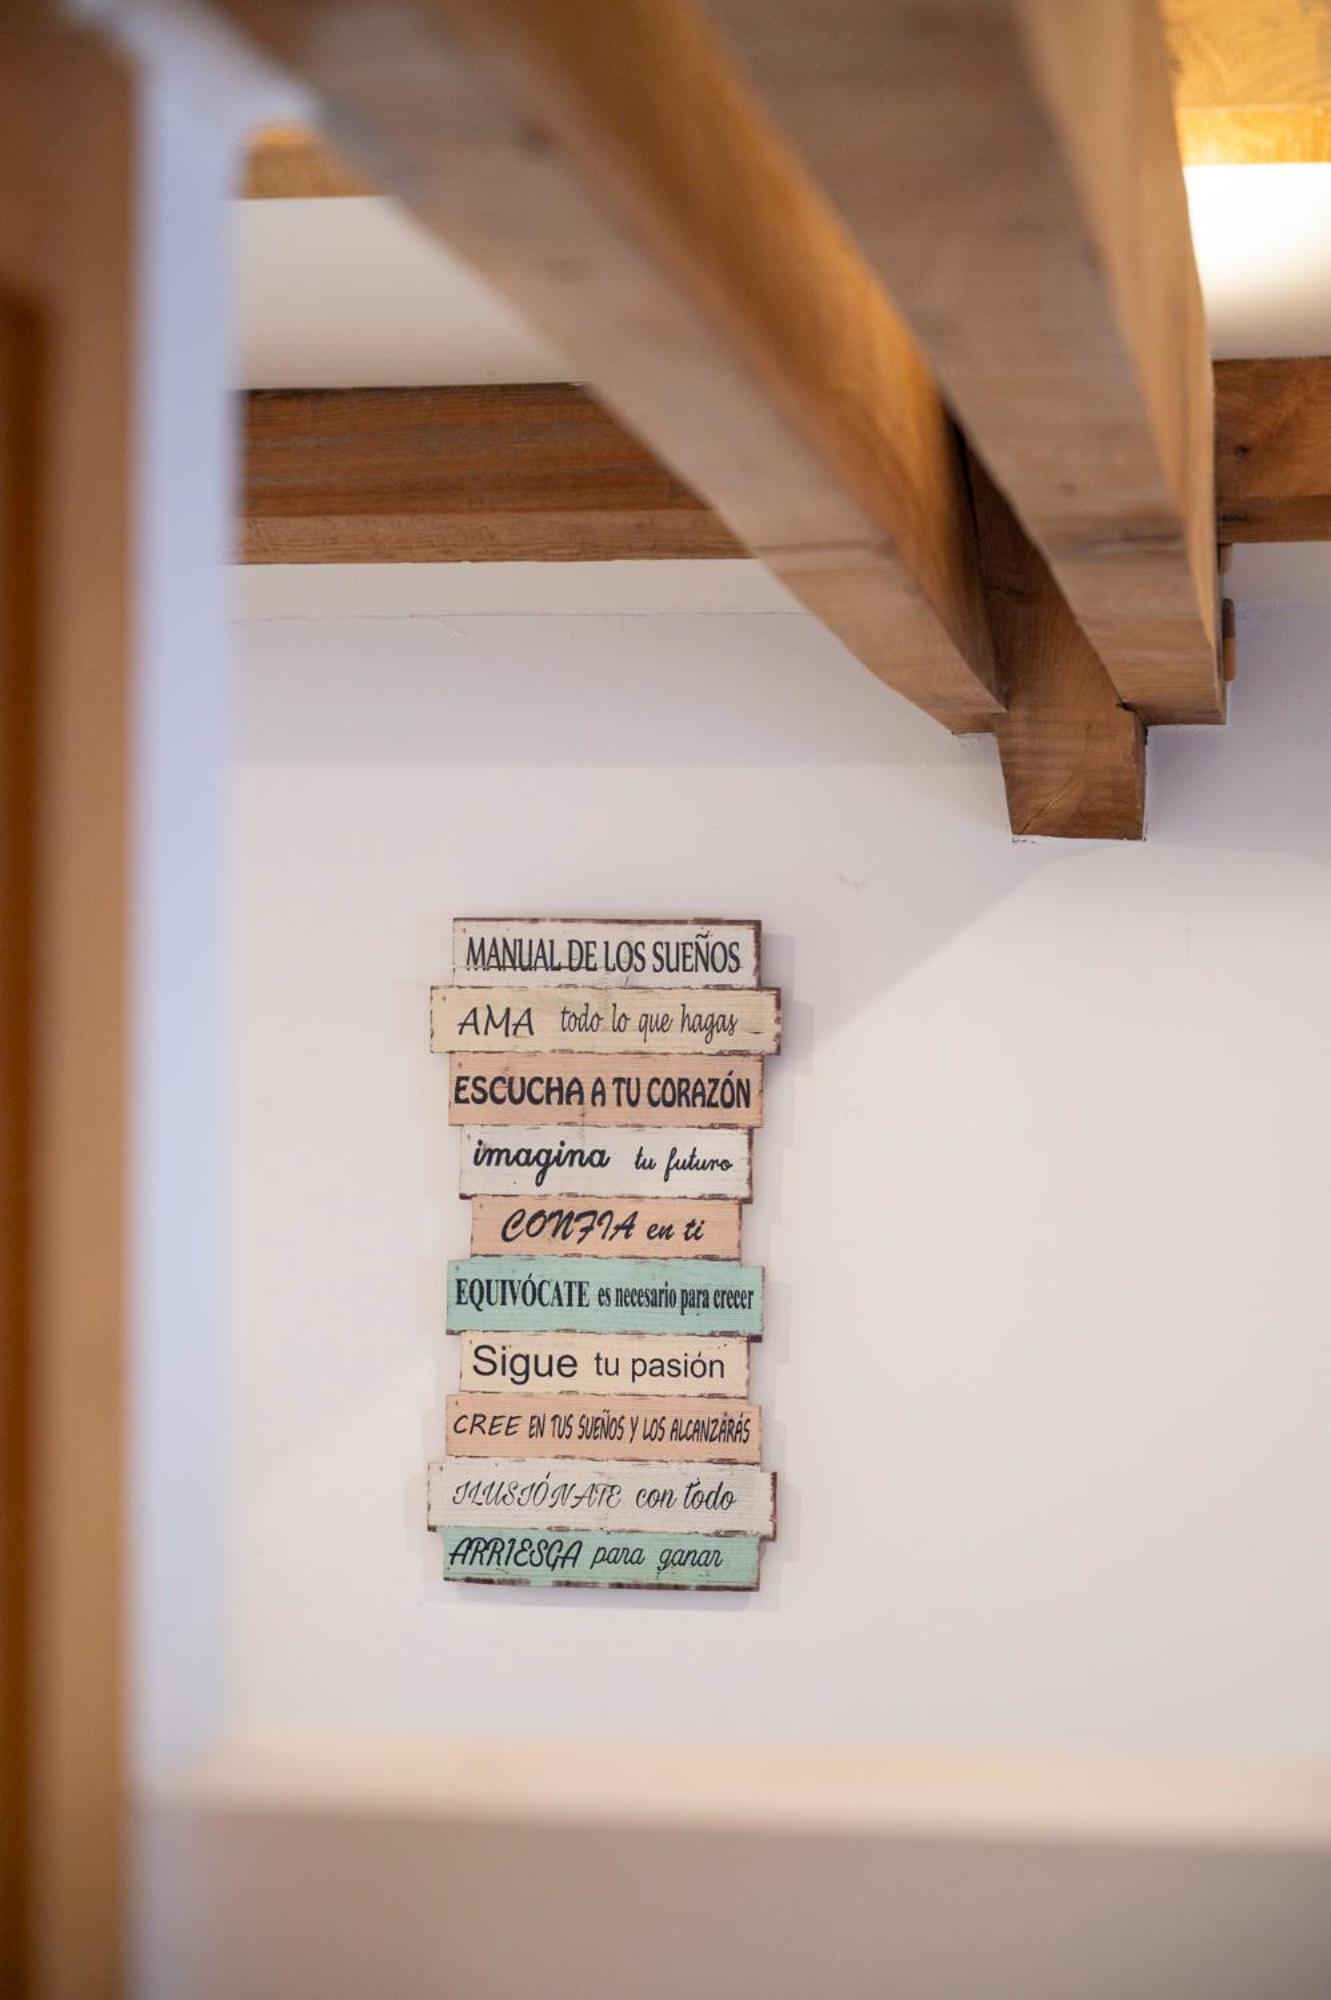 MANUAL DE LOS SUEÑOS
AMA todo lo que hagas
ESCUCHA A TU CORAZÓN
imagina tu futuro
CONFIA en ti
EQUIVÓCATE es necesario para crecer
Sigue tu pasión
CREE EN TUS SUEÑOS Y LOS ALCANZARÁS
ILUSIÓNATE con todo
ARRIESGA para ganar